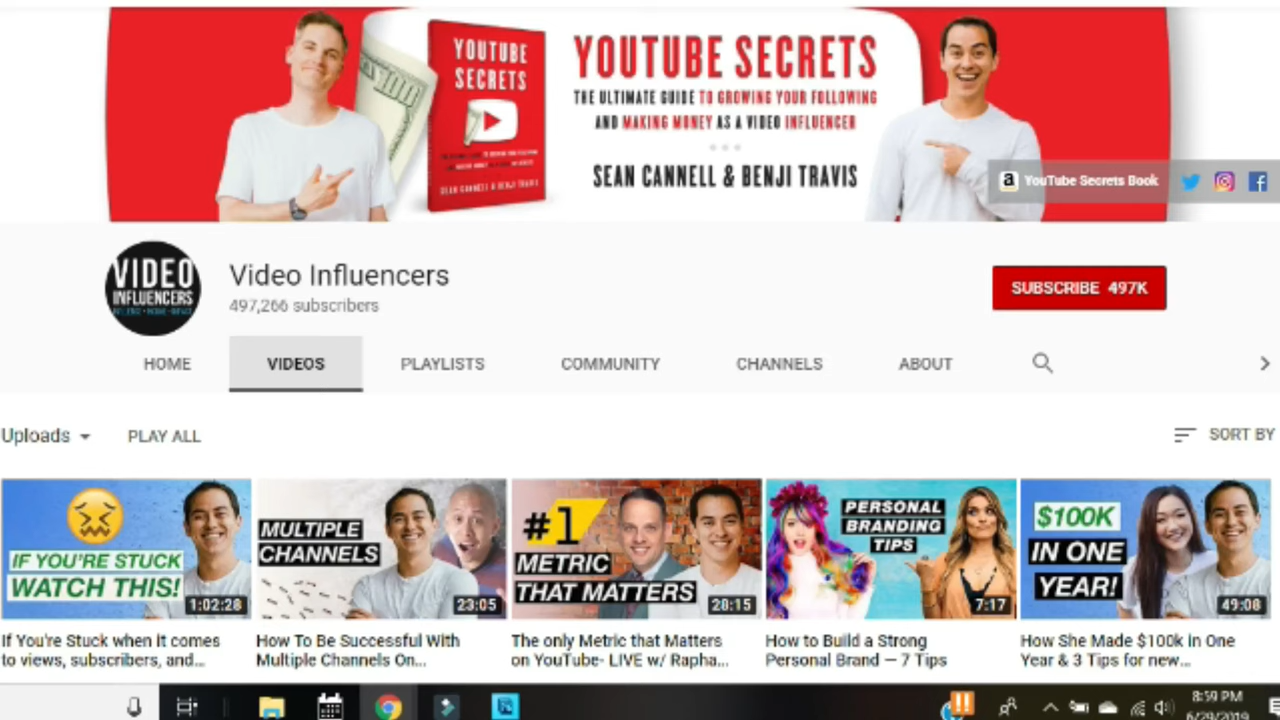 YOUTUBE
SECRETS
SEAN CANNELL & BENJI TRAVIS
YOUTUBE SECRETS
THE ULTIMATE GUIDE TO GROWING YOUR FOLLOWING
AND MAKING MONEY AS A VIDEO INFLUENCER
SEAN CANNELL & BENJI TRAVIS
100
YouTube Secrets Book
VIDEO
INFLUENCERS
Video Influencers
497,266 subscribers
SUBSCRIBE 497K
HOME
VIDEOS
PLAYLISTS
COMMUNITY
CHANNELS
ABOUT
Uploads
PLAY ALL
SORT BY
IF YOU'RE STUCK
WATCH THIS!
1:02:28
MULTIPLE
CHANNELS
23:05
#1
METRIC
THAT MATTERS
28:15
PERSONAL
BRANDING
TIPS
7:17
$100K
IN ONE
YEAR!
49:08
If You're Stuck when it comes
to views, subscribers, and...
How To Be Successful With
Multiple Channels On...
The only Metric that Matters
on YouTube- LIVE w/ Rapha...
How to Build a Strong
Personal Brand — 7 Tips
How She Made $100k in One
Year & 3 Tips for new...
8:59 PM
6/29/2019